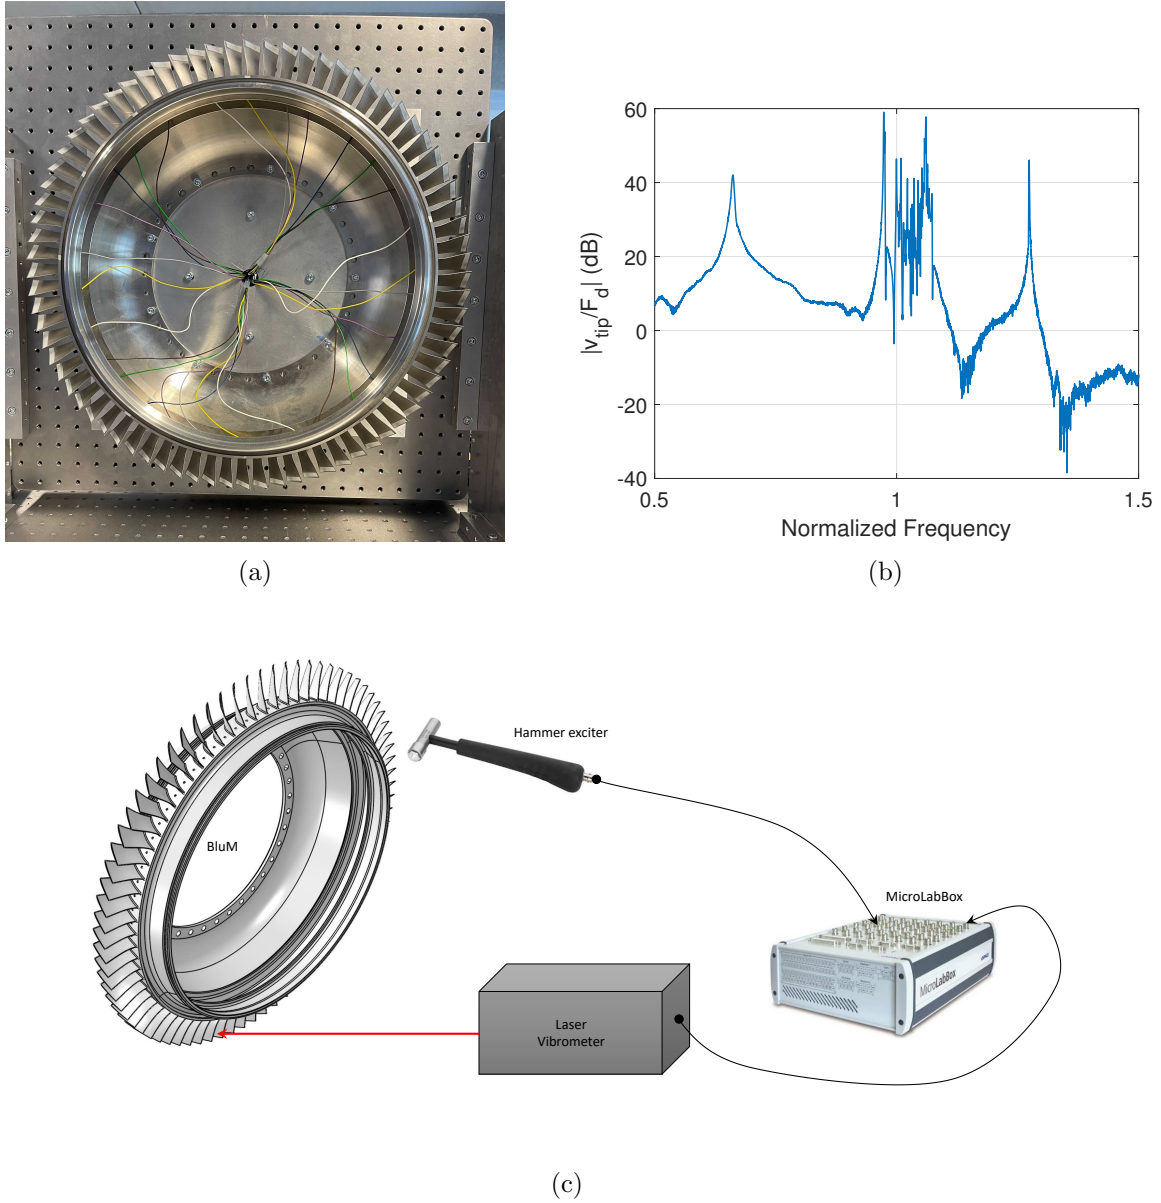 60
40
20
0
-20
-40
|v_tip/F_d| (dB)
0.5 1 1.5
Normalized Frequency
(a)
(b)
Hammer exciter
BluM
MicroLabBox
MicroLabBox
Laser
Vibrometer
(c)